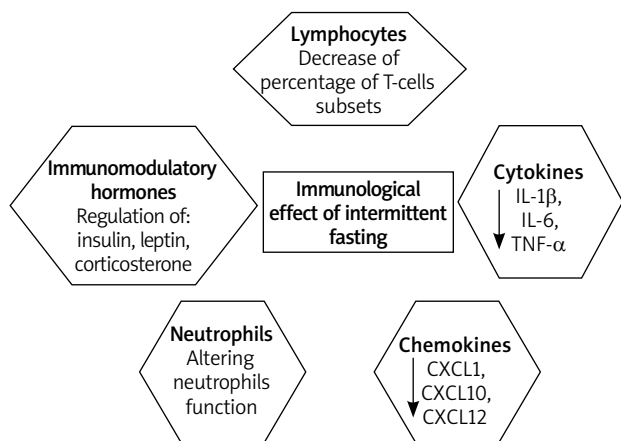 Lymphocytes
Decrease of
percentage of T-cells
subsets
Immunomodulatory
hormones
Regulation of:
insulin, leptin,
corticosterone
Immunological
effect of intermittent
fasting
Cytokines
IL-1β,
IL-6,
TNF-α
Neutrophils
Altering
neutrophils
function
Chemokines
CXCL1,
CXCL10,
CXCL12